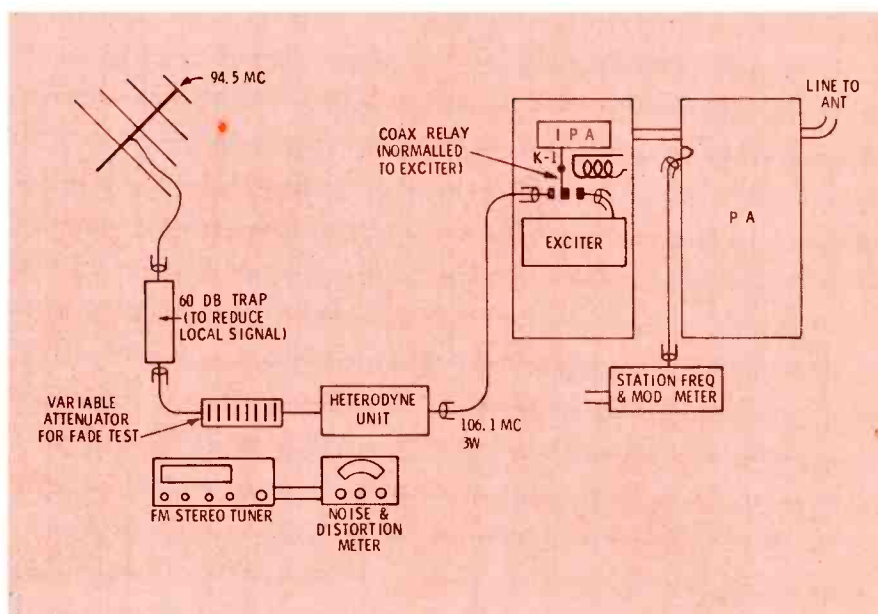 94.5 MC
LINE TO
ANT
COAX RELAY
(NORMALLED
TO EXCITER)
IPA
K-1
EXCITER
PA
60 DB TRAP
(TO REDUCE
LOCAL SIGNAL)
STATION FREQ
& MOD METER
VARIABLE
ATTENUATOR
FOR FADE TEST
HETERODYNE
UNIT
106.1 MC
3W
FM STEREO TUNER
NOISE &
DISTORTION
METER